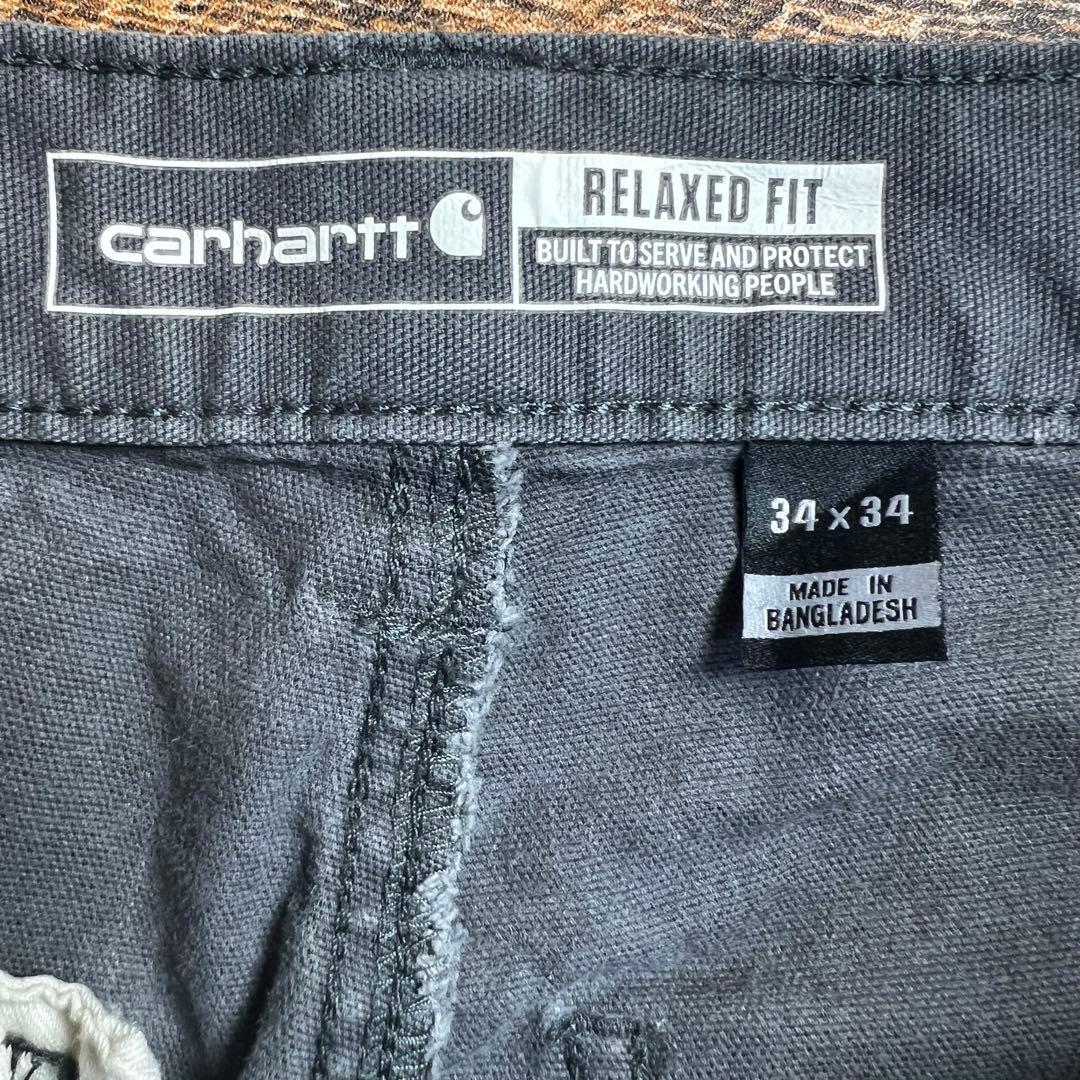 carhartt
RELAXED FIT
BUILT TO SERVE AND PROTECT
HARDWORKING PEOPLE
34 x 34
MADE IN
BANGLADESH